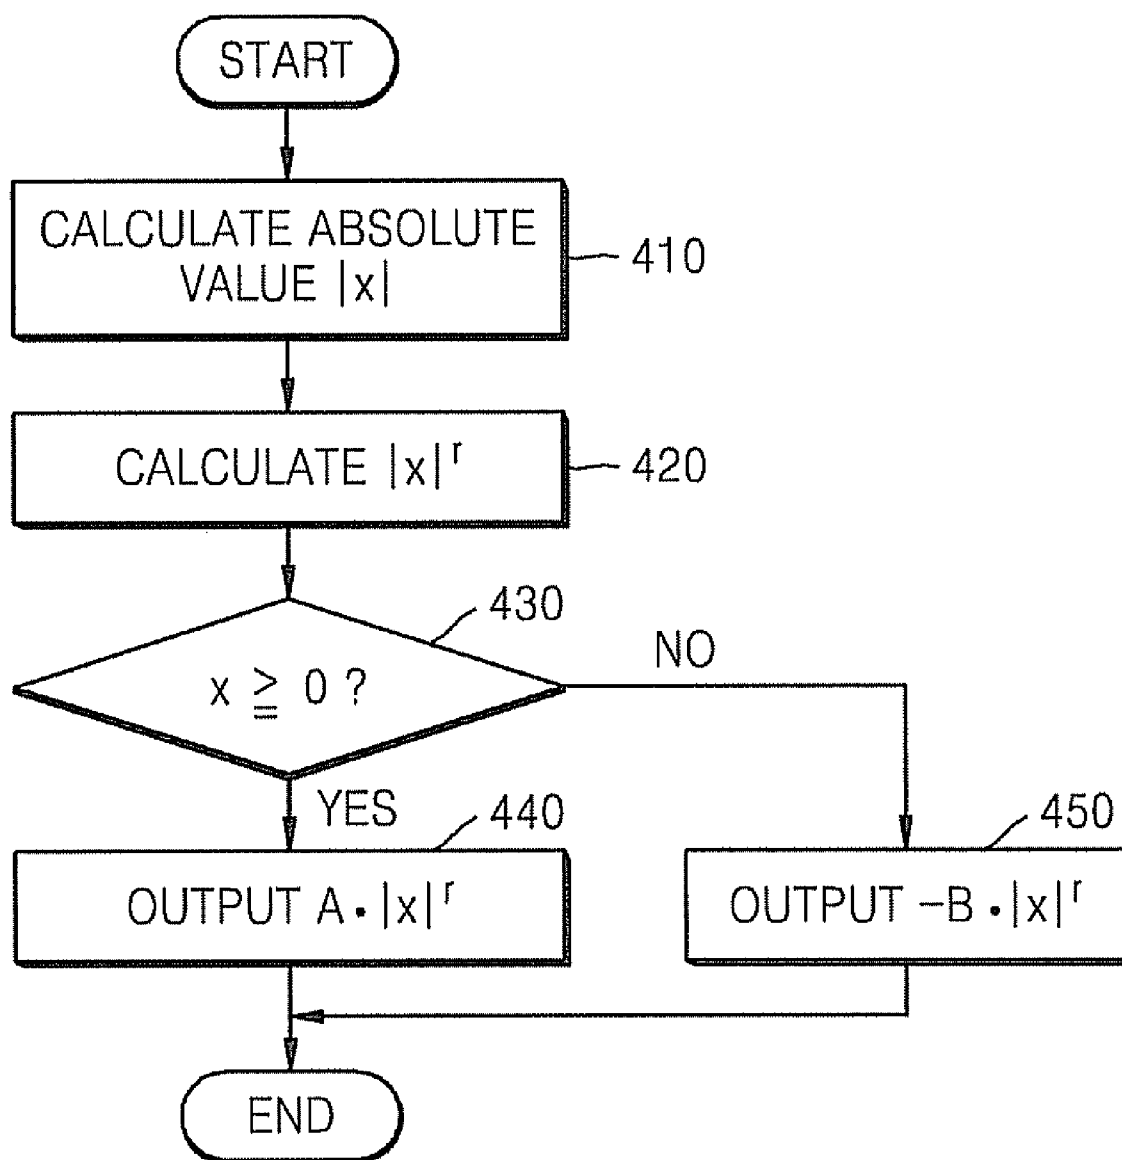 START
CALCULATE ABSOLUTE
VALUE |x|
410
CALCULATE |x|ʳ
420
430
x ≧ 0 ?
NO
YES
440
450
OUTPUT A·|x|ʳ
OUTPUT -B·|x|ʳ
END